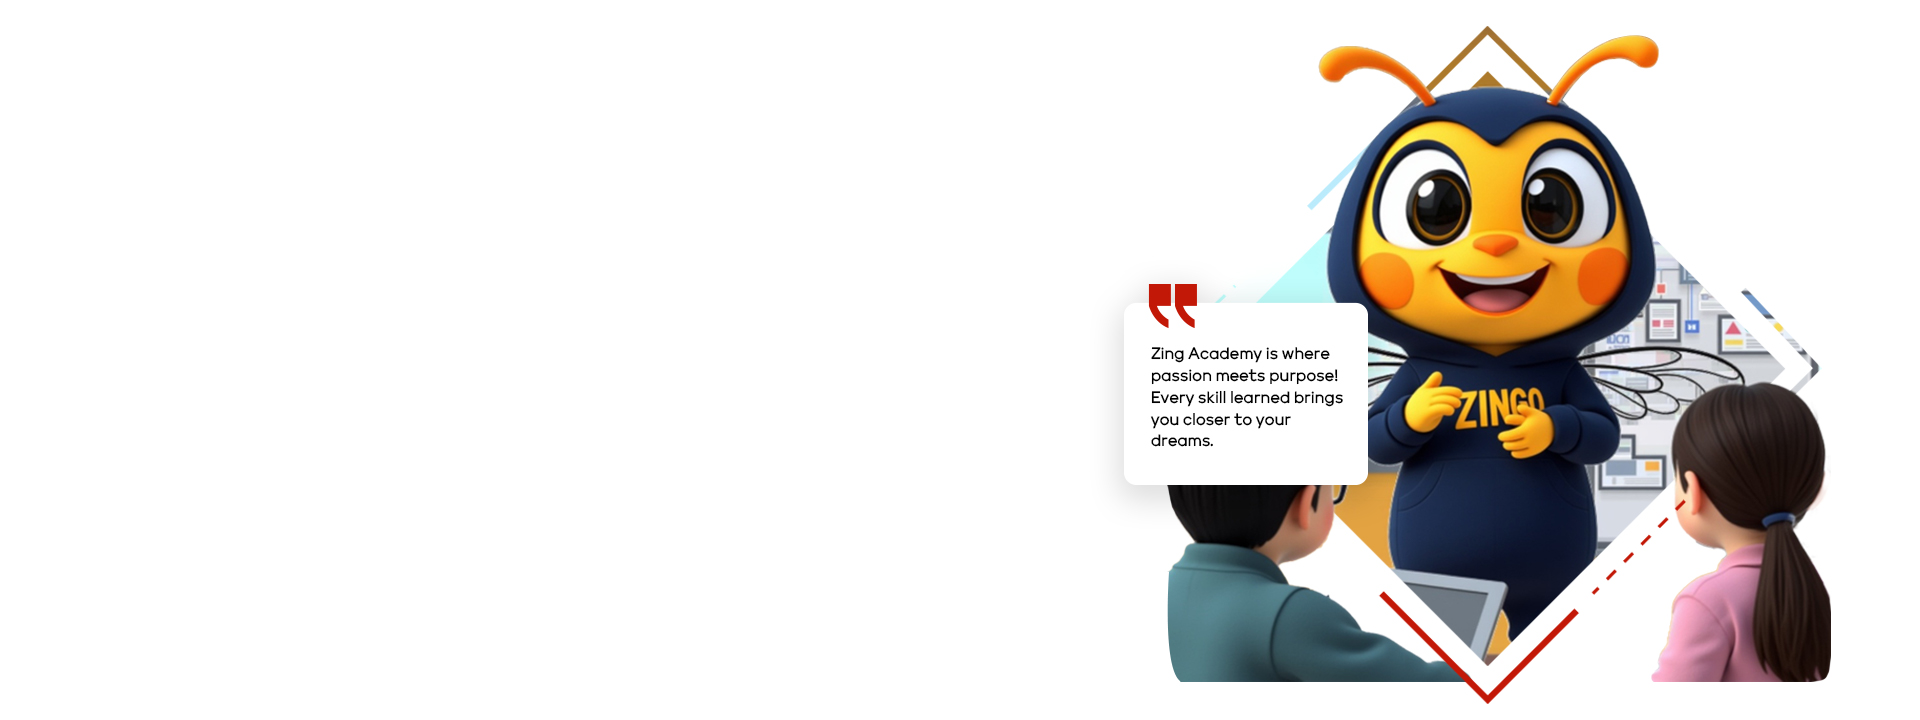 Zing Academy is where
passion meets purpose!
Every skill learned brings
you closer to your
dreams.
ZINGO